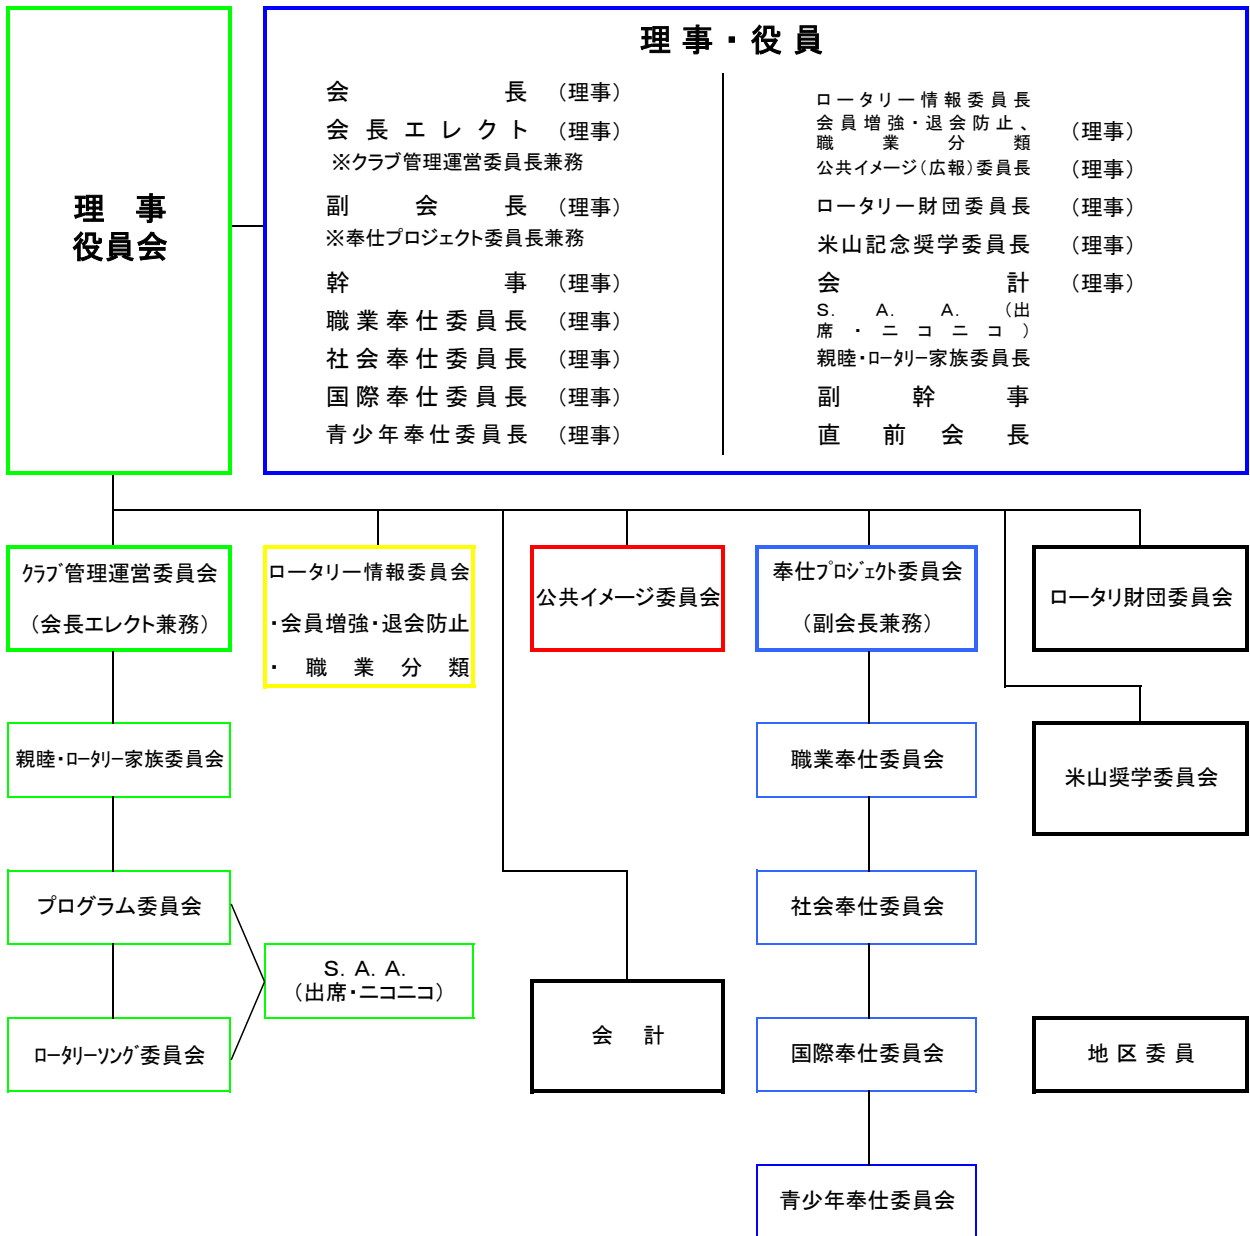 理事・役員
理 事
役員会
会 長 （理事）
会長エレクト （理事）
※クラブ管理運営委員長兼務
副 会 長 （理事）
※奉仕プロジェクト委員長兼務
幹 事 （理事）
職業奉仕委員長 （理事）
社会奉仕委員長 （理事）
国際奉仕委員長 （理事）
青少年奉仕委員長 （理事）
ロータリー情報委員長
会員増強・退会防止、
職業分類 （理事）
公共イメージ（広報）委員長 （理事）
ロータリー財団委員長 （理事）
米山記念奨学委員長 （理事）
会 計 （理事）
S. A. A. （出
席・ニコニコ）
親睦・ﾛｰﾀﾘｰ家族委員長
副 幹 事
直 前 会 長
ｸﾗﾌﾞ管理運営委員会
（会長エレクト兼務）
ロータリー情報委員会
・会員増強・退会防止
・ 職 業 分 類
公共イメージ委員会
奉仕ﾌﾟﾛｼﾞｪｸﾄ委員会
（副会長兼務）
ロータリ財団委員会
親睦・ﾛｰﾀﾘｰ家族委員会
職業奉仕委員会
米山奨学委員会
プログラム委員会
社会奉仕委員会
S. A. A.
（出席・ニコニコ）
会 計
ﾛｰﾀﾘｰｿﾝｸﾞ委員会
国際奉仕委員会
地 区 委 員
青少年奉仕委員会